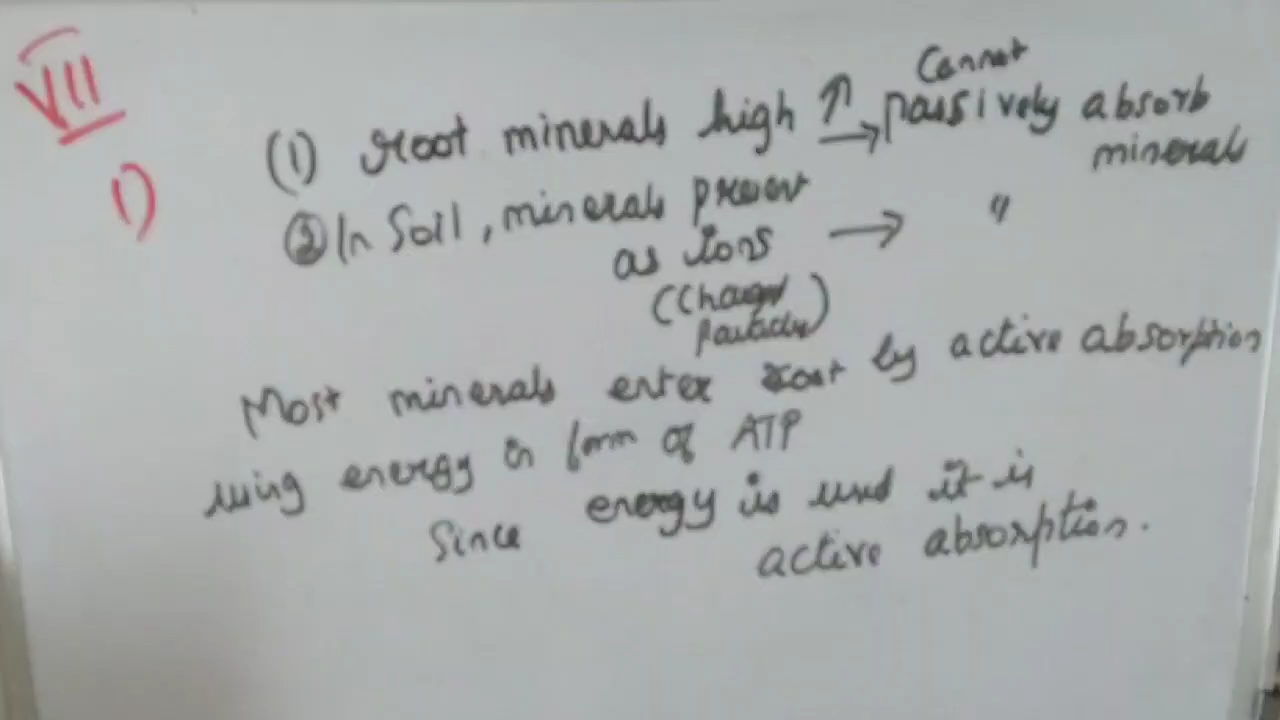 VII
Cannot
1) (1) root minerals high ↑ → passively absorb
minerals
② In Soil, minerals present
as ions → "
(Charged
Particles)
Most minerals enter root by active absorption
using energy in form of ATP
Since energy is used it is
active absorption.